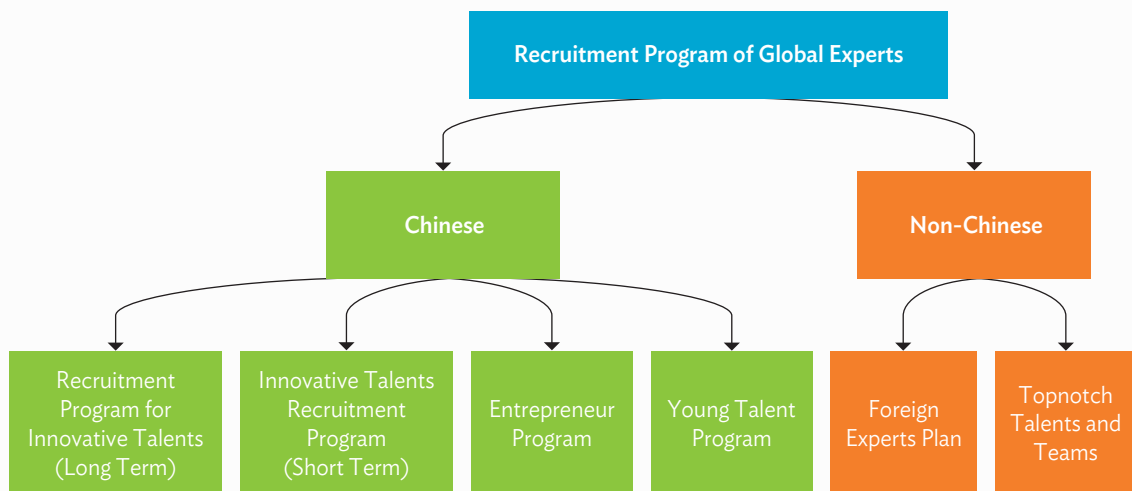 Recruitment Program of Global Experts
Chinese
Non-Chinese
Recruitment
Program for
Innovative Talents
(Long Term)
Innovative Talents
Recruitment
Program
(Short Term)
Entrepreneur
Program
Young Talent
Program
Foreign
Experts Plan
Topnotch
Talents and
Teams